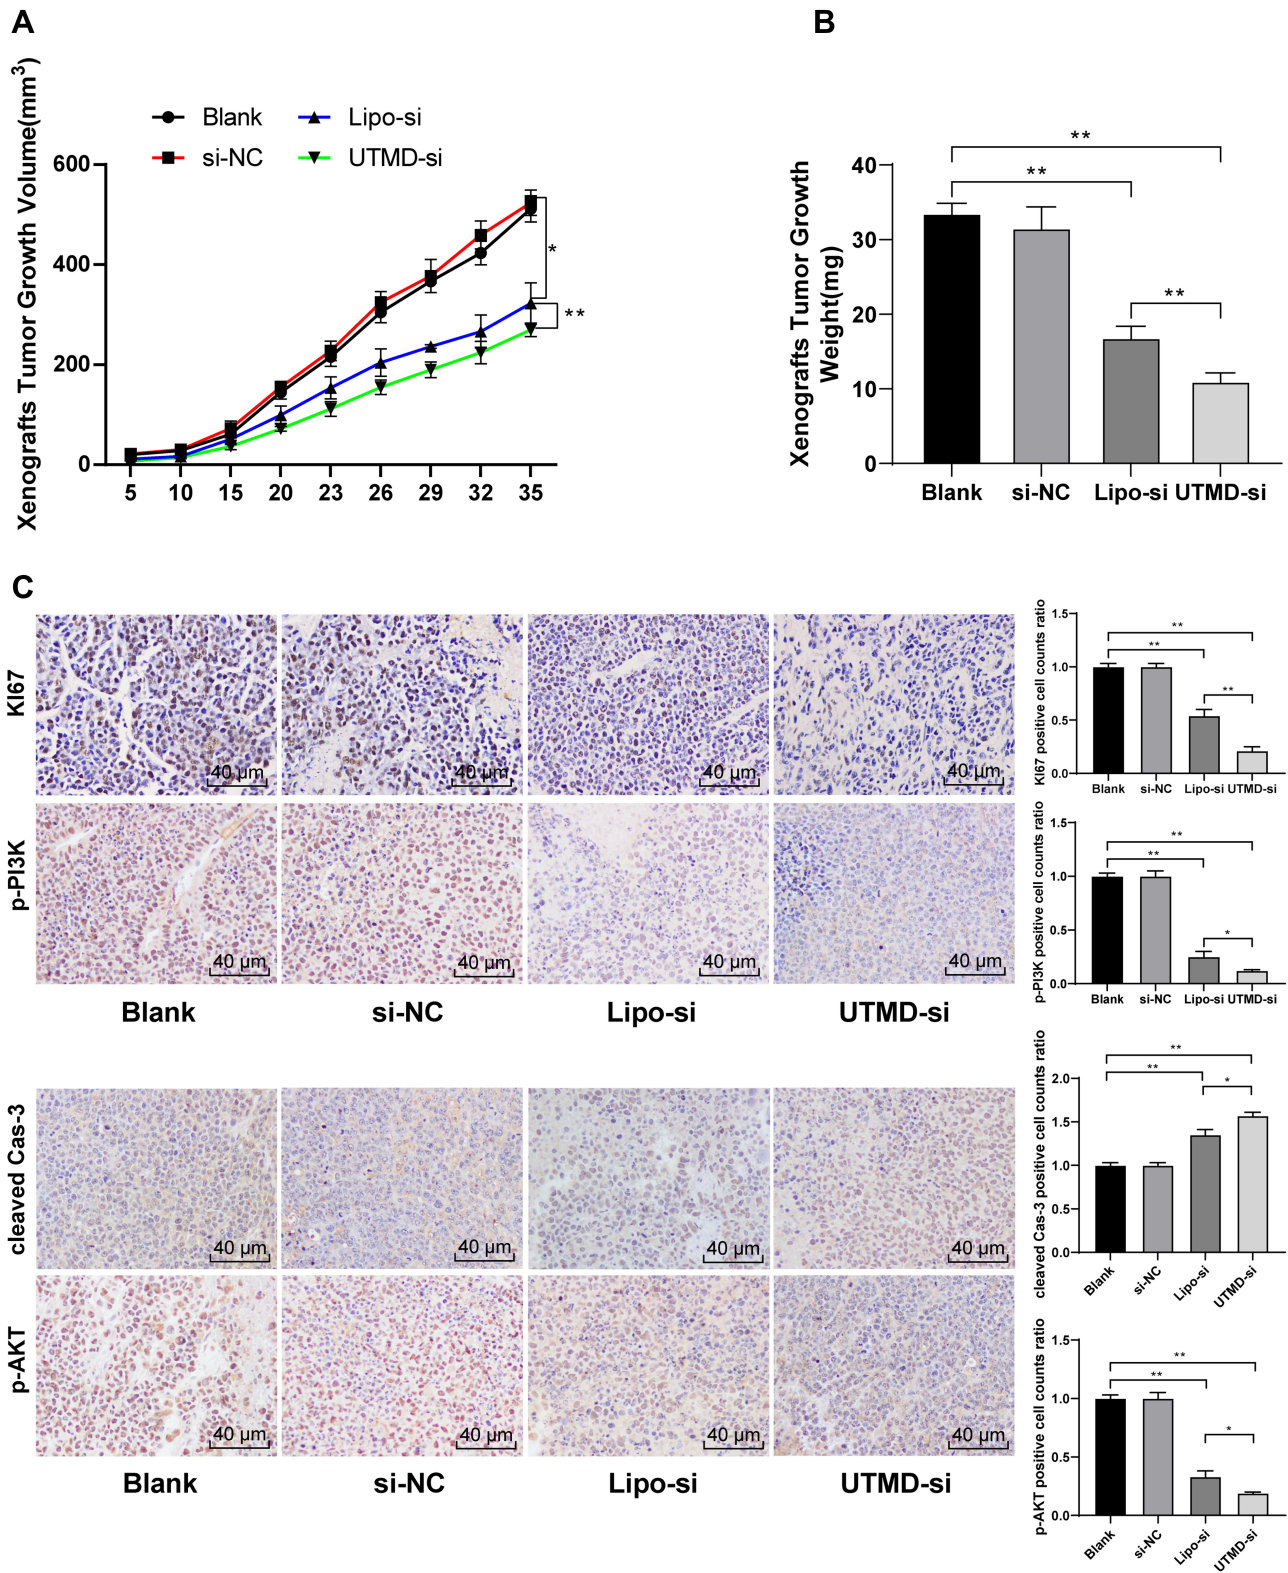 A
Xenografts Tumor Growth Volume(mm3)
Blank
Lipo-si
si-NC
UTMD-si
600
400
200
0
5 10 15 20 23 26 29 32 35
*
**
B
Xenografts Tumor Growth
Weight(mg)
**
**
**
40
30
20
10
0
Blank si-NC Lipo-si UTMD-si
C
KI67
40 μm
40 μm
40 μm
40 μm
KI67 positive cell counts ratio
1.5
1.0
0.5
0.0
**
**
**
Blank si-NC Lipo-si UTMD-si
p-PI3K
40 μm
40 μm
40 μm
40 μm
p-PI3K positive cell counts ratio
1.5
1.0
0.5
0.0
**
**
*
Blank si-NC Lipo-si UTMD-si
Blank si-NC Lipo-si UTMD-si
cleaved Cas-3
40 μm
40 μm
40 μm
40 μm
cleaved Cas-3 positive cell counts ratio
2.0
1.5
1.0
0.5
0.0
**
**
*
Blank si-NC Lipo-si UTMD-si
p-AKT
40 μm
40 μm
40 μm
40 μm
p-AKT positive cell counts ratio
1.5
1.0
0.5
0.0
**
**
*
Blank si-NC Lipo-si UTMD-si
Blank si-NC Lipo-si UTMD-si